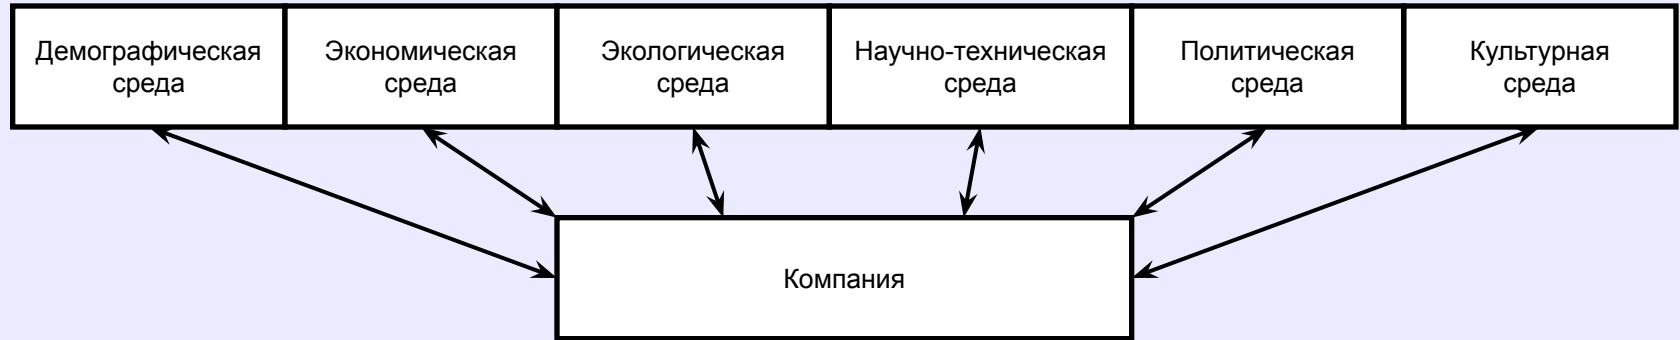 Демографическая
среда
Экономическая
среда
Экологическая
среда
Научно-техническая
среда
Политическая
среда
Культурная
среда
Компания